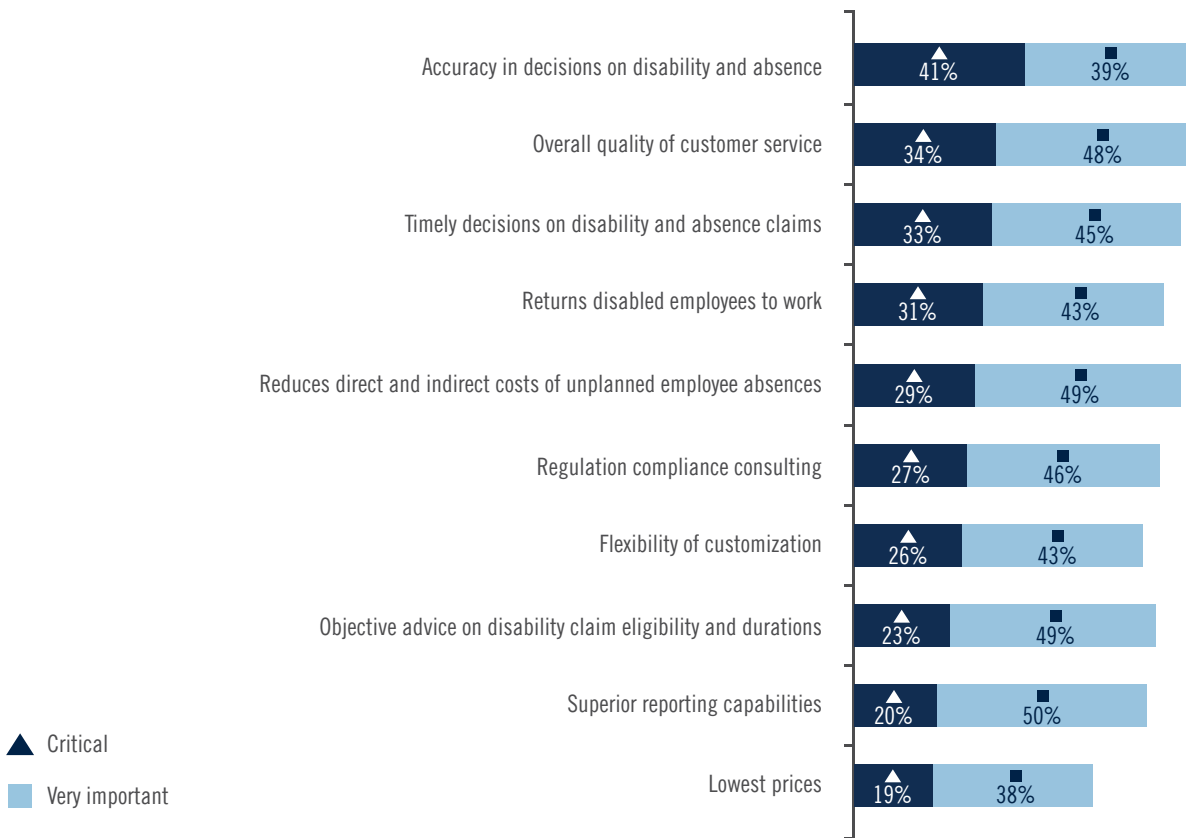 Accuracy in decisions on disability and absence
41%
39%
Overall quality of customer service
34%
48%
Timely decisions on disability and absence claims
33%
45%
Returns disabled employees to work
31%
43%
Reduces direct and indirect costs of unplanned employee absences
29%
49%
Regulation compliance consulting
27%
46%
Flexibility of customization
26%
43%
Objective advice on disability claim eligibility and durations
23%
49%
Superior reporting capabilities
20%
50%
Lowest prices
19%
38%
Critical
Very important